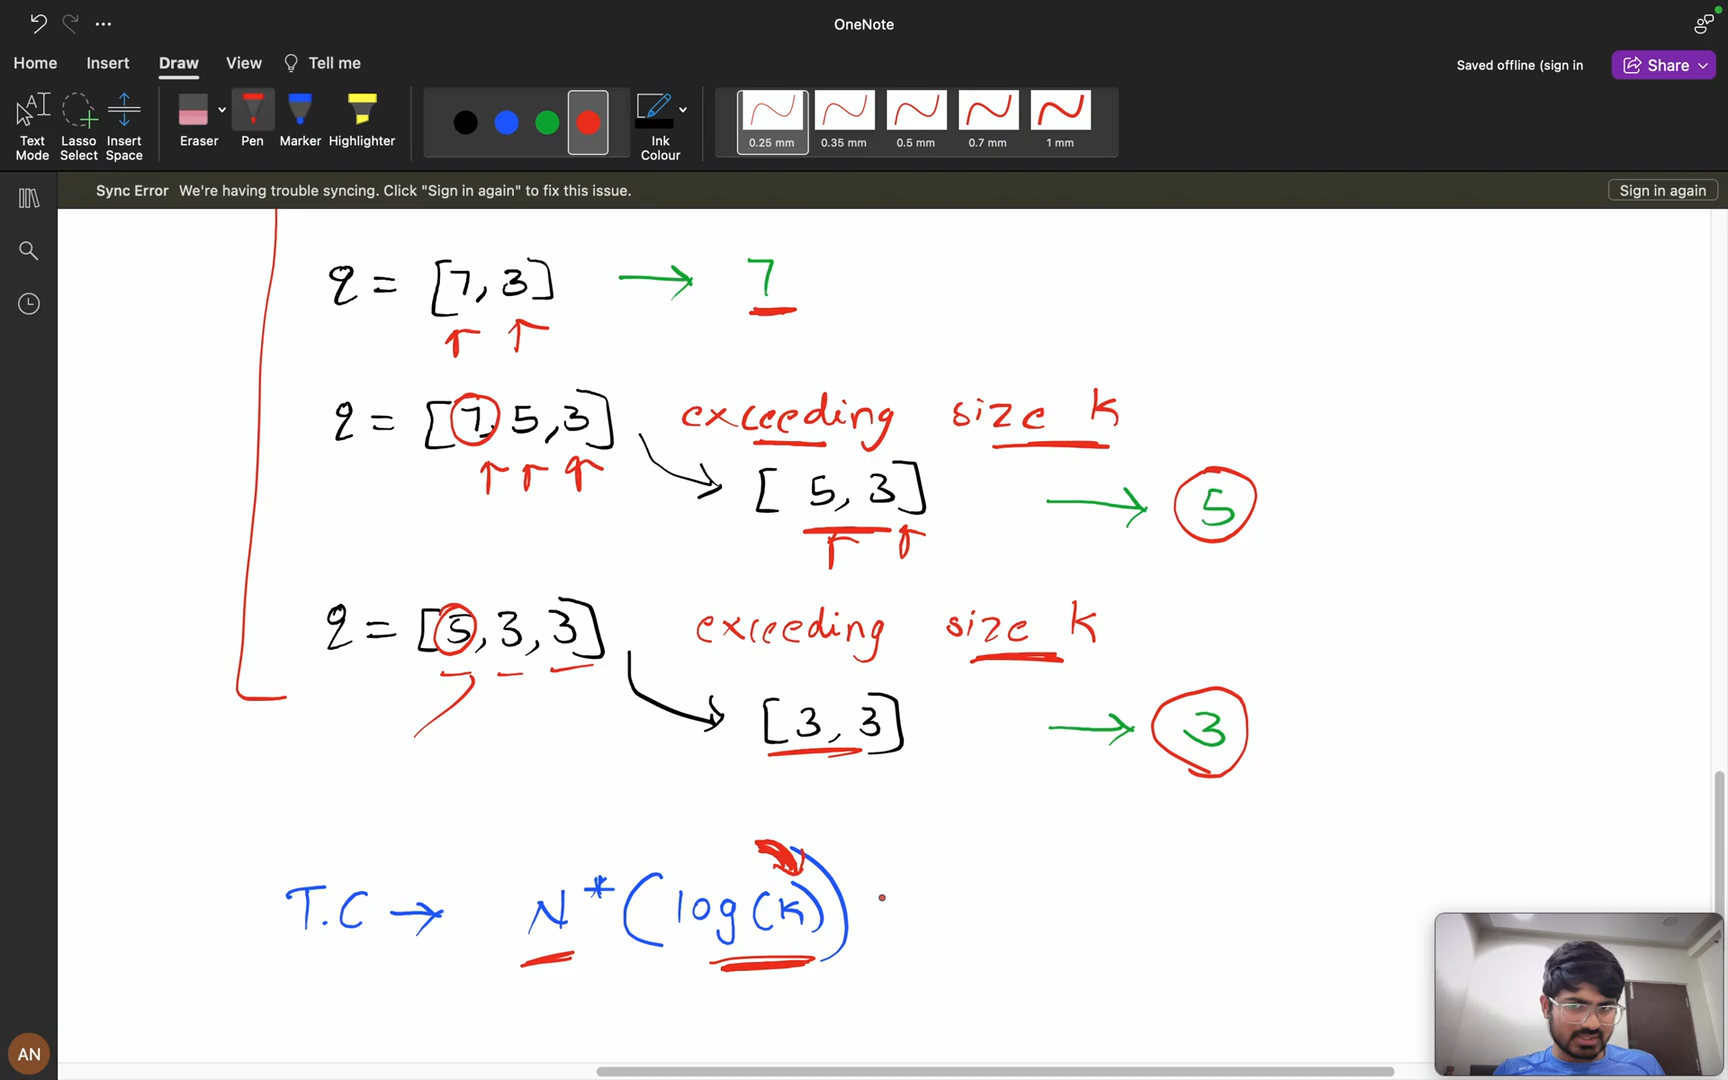 OneNote
Home Insert Draw View Tell me
Saved offline (sign in
Share
Text Mode
Lasso Select
Insert Space
Eraser
Pen
Marker
Highlighter
Ink Colour
0.25 mm
0.35 mm
0.5 mm
0.7 mm
1 mm
Sync Error We're having trouble syncing. Click "Sign in again" to fix this issue.
Sign in again
q = [7, 3] → 7
q = [7, 5, 3] exceeding size k
[ 5, 3 ] → 5
q = [5, 3, 3] exceeding size k
[3, 3] → 3
T.C → N * (log(k))
AN